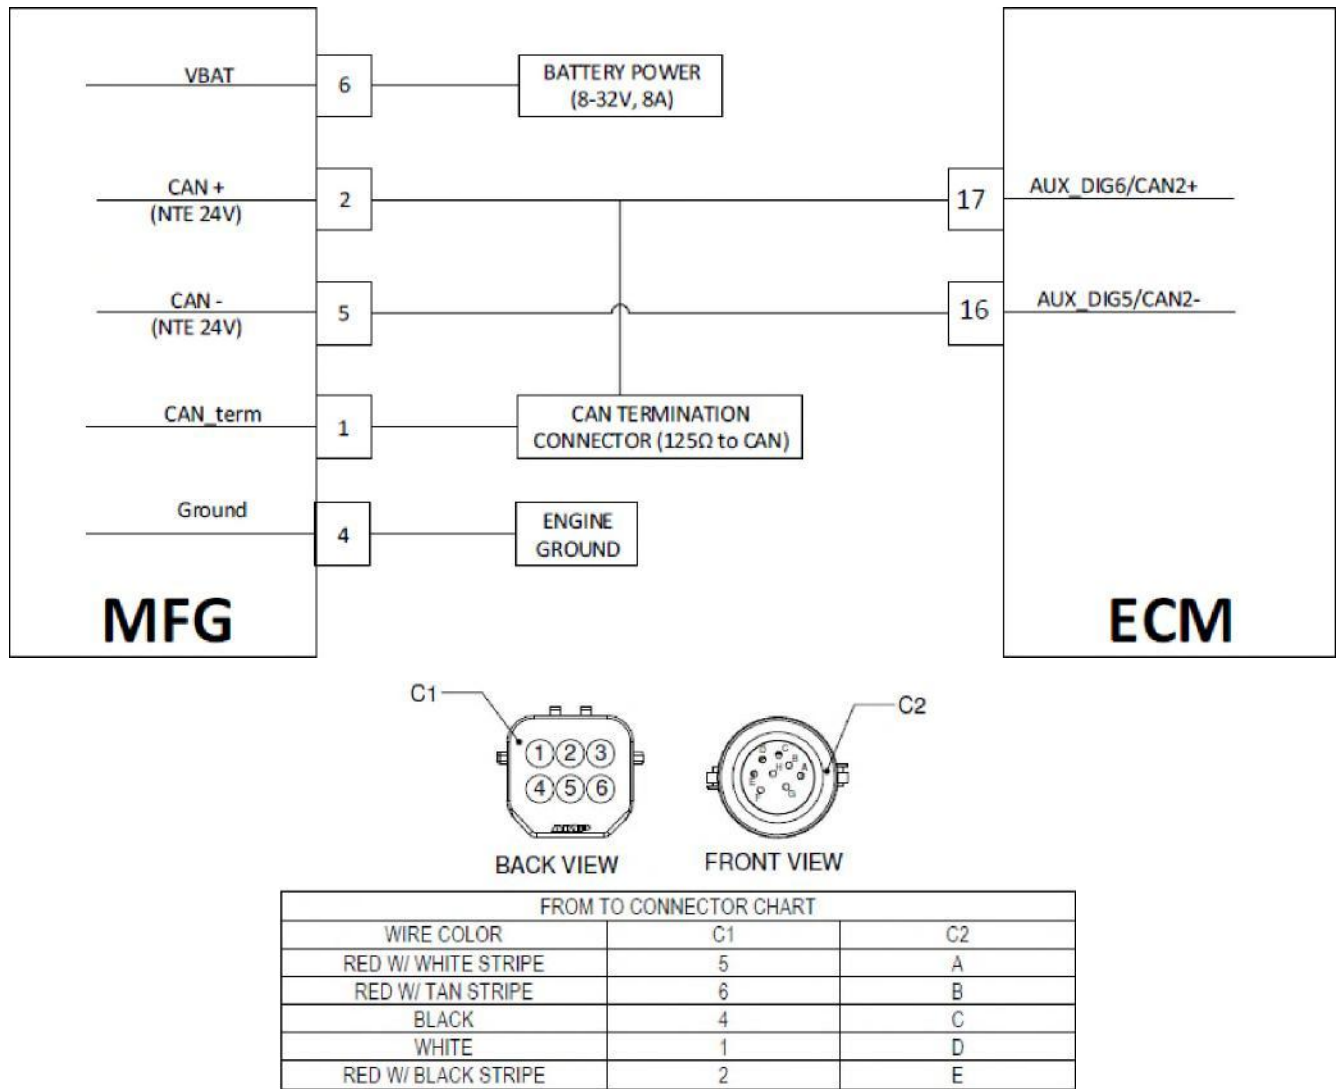 VBAT
6
BATTERY POWER
(8-32V, 8A)
CAN +
(NTE 24V)
2
17
AUX_DIG6/CAN2+
CAN -
(NTE 24V)
5
16
AUX_DIG5/CAN2-
CAN_term
1
CAN TERMINATION
CONNECTOR (125Ω to CAN)
Ground
4
ENGINE
GROUND
MFG
ECM
C1
C2
1 2 3
4 5 6
D C B A
E H
F G
BACK VIEW
FRONT VIEW
FROM TO CONNECTOR CHART
WIRE COLOR C1 C2
RED W/ WHITE STRIPE 5 A
RED W/ TAN STRIPE 6 B
BLACK 4 C
WHITE 1 D
RED W/ BLACK STRIPE 2 E